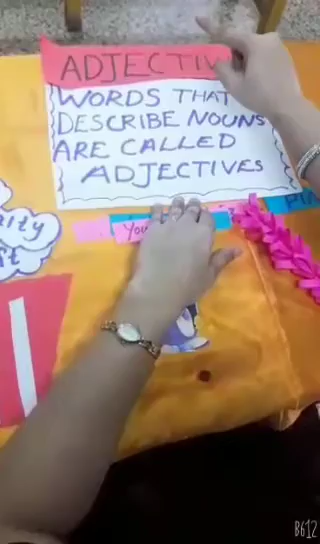 ADJECTIV
WORDS THAT
DESCRIBE NOUNS
ARE CALLED
ADJECTIVES
You
B612